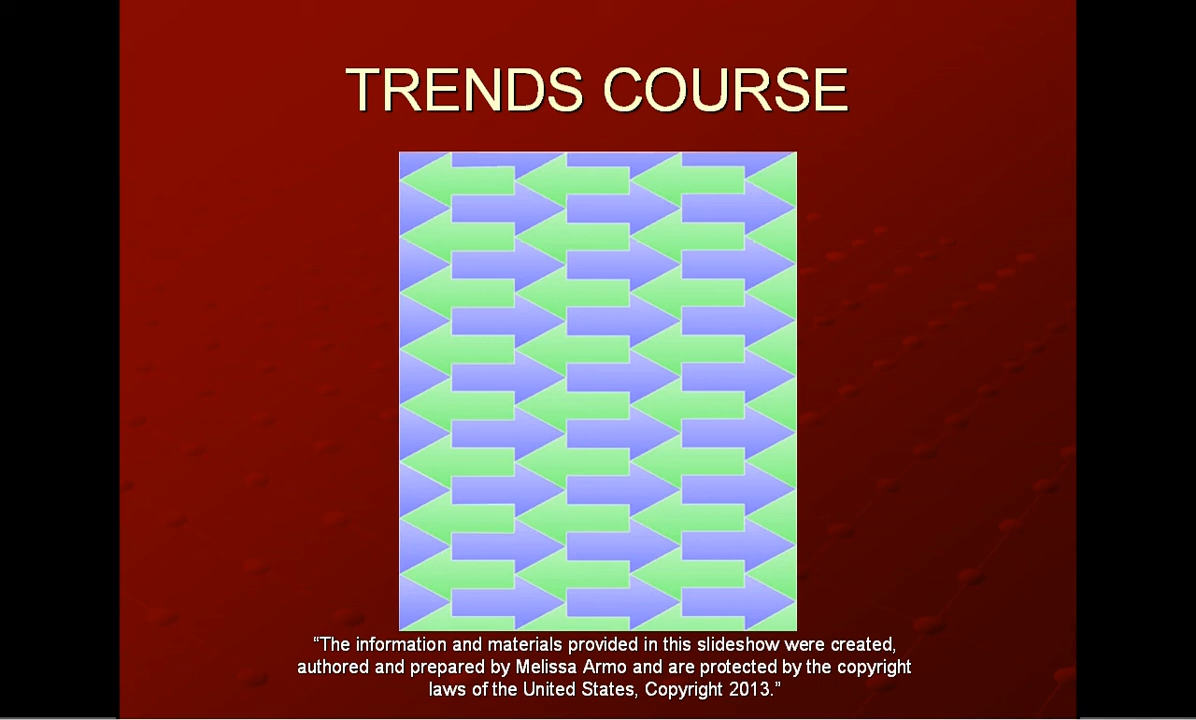 TRENDS COURSE
“The information and materials provided in this slideshow were created,
authored and prepared by Melissa Armo and are protected by the copyright
laws of the United States, Copyright 2013.”